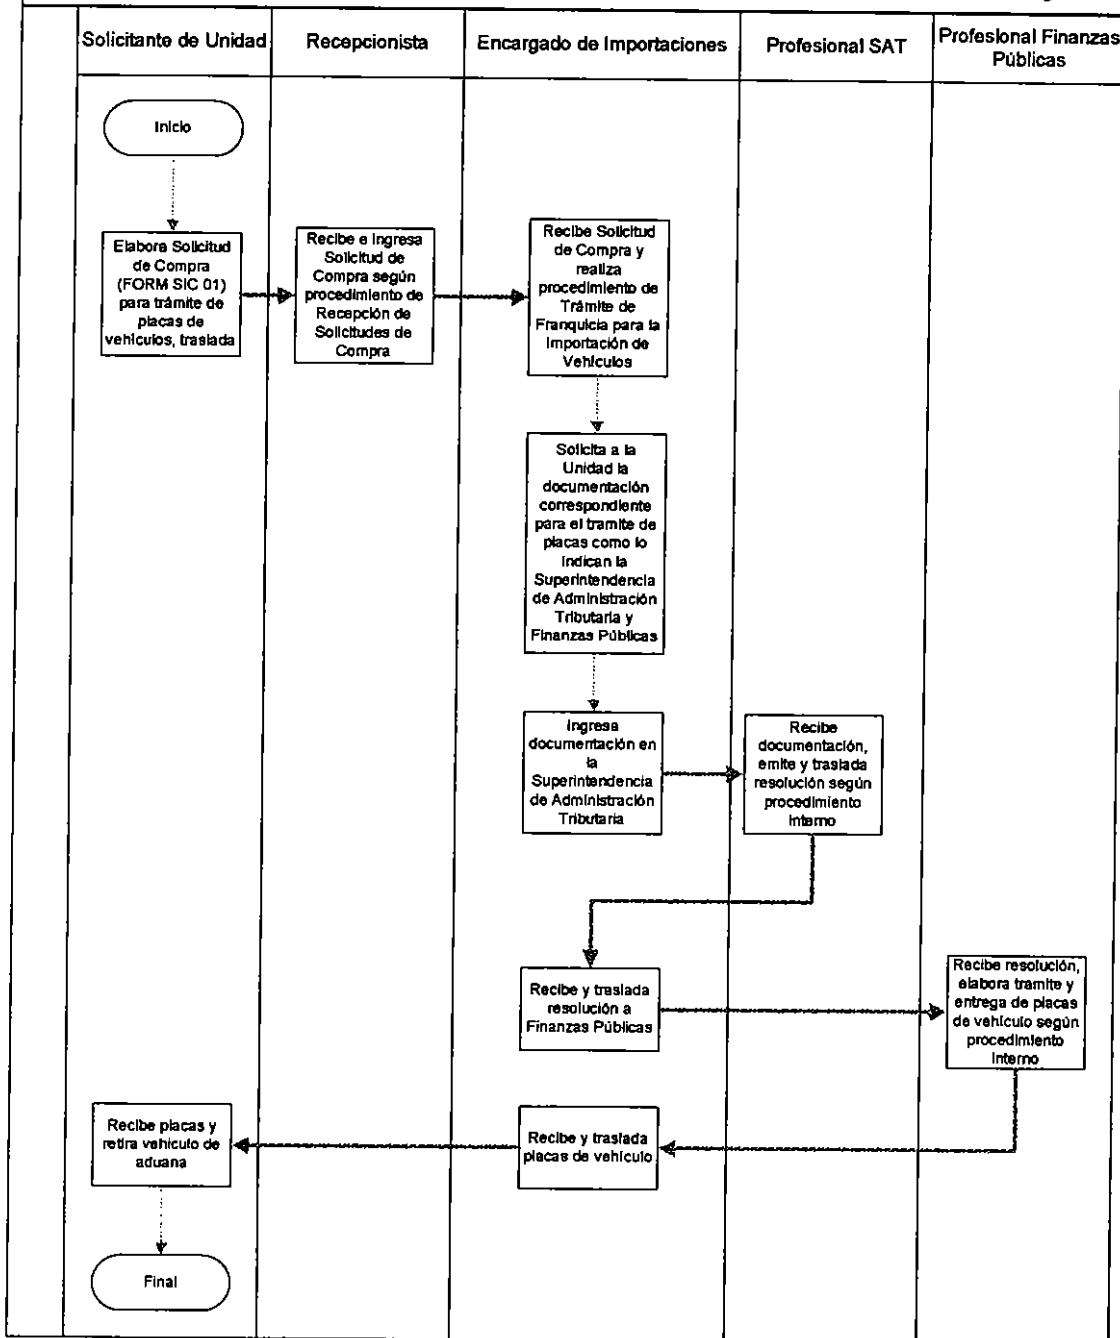 Solicitante de Unidad
Recepcionista
Encargado de Importaciones
Profesional SAT
Profesional Finanzas
Públicas
Inicio
Elabora Solicitud
de Compra
(FORM SIC 01)
para trámite de
placas de
vehículos, traslada
Recibe e ingresa
Solicitud de
Compra según
procedimiento de
Recepción de
Solicitudes de
Compra
Recibe Solicitud
de Compra y
realiza
procedimiento de
Trámite de
Franquicia para la
Importación de
Vehículos
Solicita a la
Unidad la
documentación
correspondiente
para el tramite de
placas como lo
indican la
Superintendencia
de Administración
Tributaria y
Finanzas Públicas
Ingresa
documentación en
la
Superintendencia
de Administración
Tributaria
Recibe
documentación,
emite y traslada
resolución según
procedimiento
Interno
Recibe y traslada
resolución a
Finanzas Públicas
Recibe resolución,
elabora tramite y
entrega de placas
de vehículo según
procedimiento
Interno
Recibe y traslada
placas de vehículo
Recibe placas y
retira vehículo de
aduana
Final